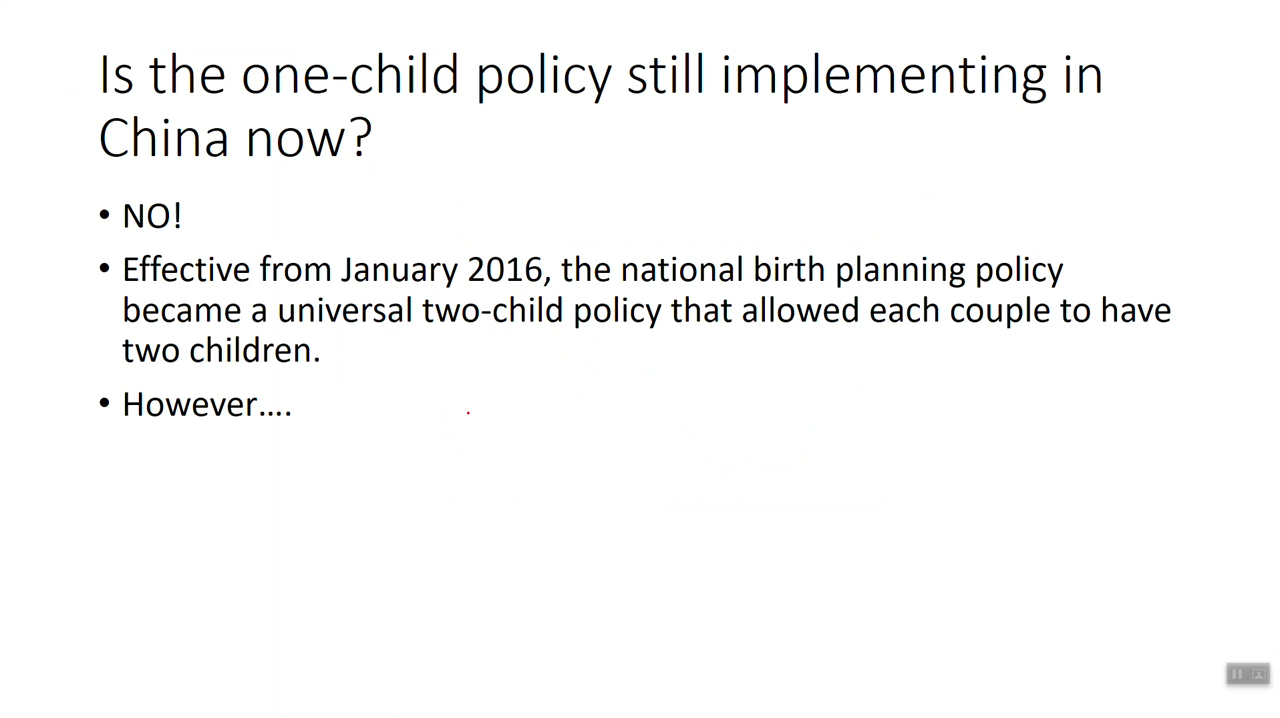 Is the one-child policy still implementing in
China now?
• NO!
• Effective from January 2016, the national birth planning policy
became a universal two-child policy that allowed each couple to have
two children.
• However….